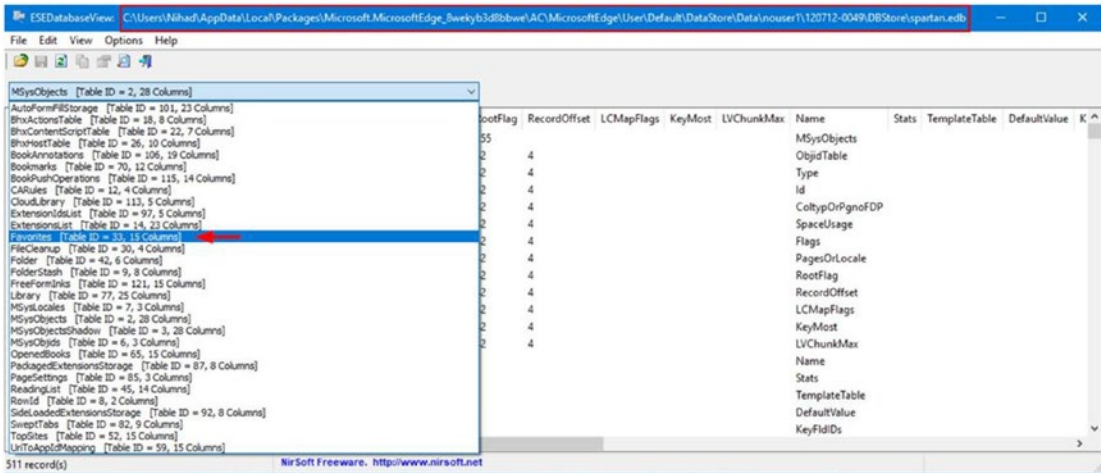 ESEDatabaseView: C:\Users\Nihad\AppData\Local\Packages\Microsoft.MicrosoftEdge_8wekyb3d8bbwe\AC\MicrosoftEdge\User\Default\DataStore\Data\nouser1\120712-0049\DBStore\spartan.edb
File Edit View Options Help
MSysObjects [Table ID = 2, 28 Columns]
AutoFormFillStorage [Table ID = 101, 23 Columns]
BhxActionsTable [Table ID = 18, 8 Columns]
BhxContentScriptTable [Table ID = 22, 7 Columns]
BhxHostTable [Table ID = 26, 10 Columns]
BookAnnotations [Table ID = 106, 19 Columns]
Bookmarks [Table ID = 70, 12 Columns]
BookPushOperations [Table ID = 115, 14 Columns]
CARules [Table ID = 12, 4 Columns]
CloudLibrary [Table ID = 113, 5 Columns]
ExtensionIdsList [Table ID = 97, 5 Columns]
ExtensionsList [Table ID = 14, 23 Columns]
Favorites [Table ID = 33, 15 Columns]
FileCleanup [Table ID = 30, 4 Columns]
Folder [Table ID = 42, 6 Columns]
FolderStash [Table ID = 9, 8 Columns]
FreeFormInks [Table ID = 121, 15 Columns]
Library [Table ID = 77, 25 Columns]
MSysLocales [Table ID = 7, 3 Columns]
MSysObjects [Table ID = 2, 28 Columns]
MSysObjectsShadow [Table ID = 3, 28 Columns]
MSysObjids [Table ID = 6, 3 Columns]
OpenedBooks [Table ID = 65, 15 Columns]
PackagedExtensionsStorage [Table ID = 87, 8 Columns]
PageSettings [Table ID = 85, 3 Columns]
ReadingList [Table ID = 45, 14 Columns]
RowId [Table ID = 8, 2 Columns]
SideLoadedExtensionsStorage [Table ID = 92, 8 Columns]
SweptTabs [Table ID = 82, 9 Columns]
TopSites [Table ID = 52, 15 Columns]
UriToAppIdMapping [Table ID = 59, 15 Columns]
ootFlag RecordOffset LCMapFlags KeyMost LVChunkMax Name Stats TemplateTable DefaultValue K
55 MSysObjects
2 4 ObjidTable
2 4 Type
2 4 Id
2 4 ColtypOrPgnoFDP
2 4 SpaceUsage
2 4 Flags
2 4 PagesOrLocale
2 4 RootFlag
2 4 RecordOffset
2 4 LCMapFlags
2 4 KeyMost
2 4 LVChunkMax
Name
Stats
TemplateTable
DefaultValue
KeyFldIDs
511 record(s) NirSoft Freeware. http://www.nirsoft.net